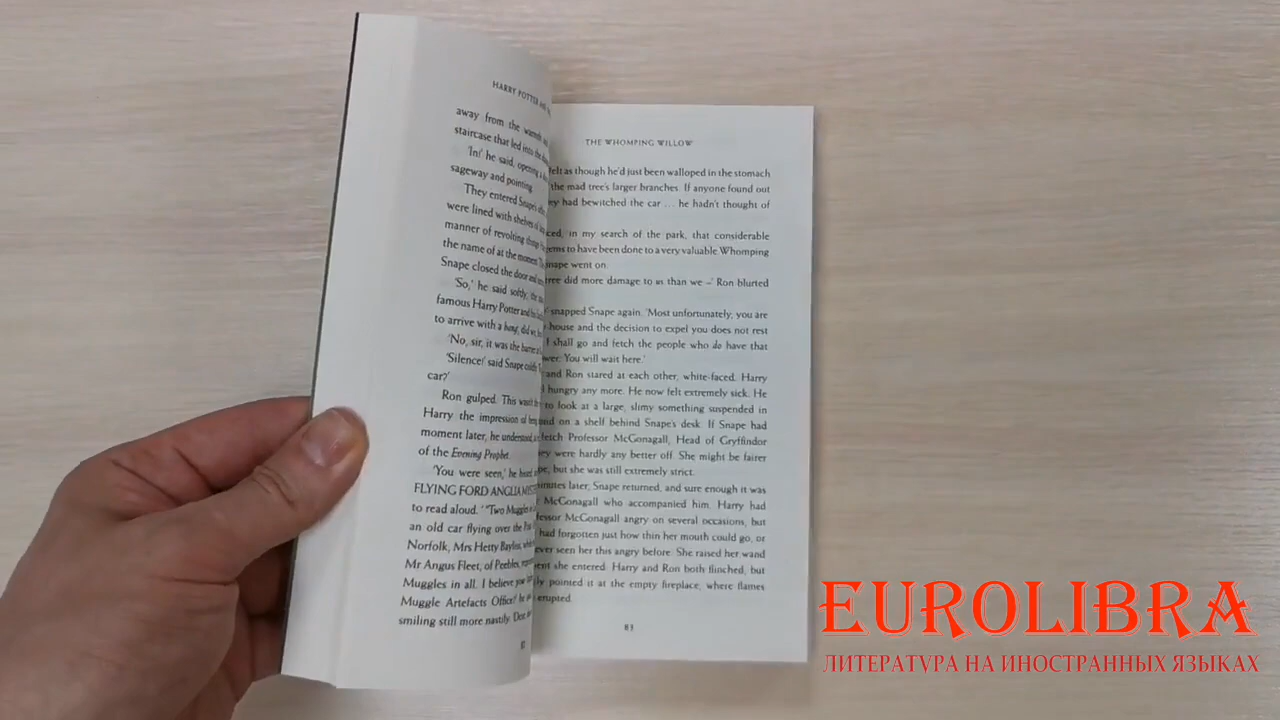 HARRY POTTER AND
away from the warmth
staircase that led into the
'In!' he said, opening a
sageway and pointing.
They entered Snape's
were lined with shelves of
manner of revolting
the name of at the moment.
Snape closed the door and
'So,' he said softly, 
famous Harry Potter and his
to arrive with a bang, did
'No, sir, it was the barrier
'Silence!' said Snape coldly.
car?'
Ron gulped. This wasn't
Harry the impression of
moment later, he understood,
of the Evening Prophet.
'You were seen,' he
FLYING FORD ANGLIA
to read aloud. ' "Two Muggles
an old car flying over the
Norfolk, Mrs Hetty Bayliss,
Mr Angus Fleet, of Peebles,
Muggles in all. I believe your
Muggle Artefacts Office?' he
smiling still more nastily.
THE WHOMPING WILLOW
felt as though he'd just been walloped in the stomach
the mad tree's larger branches. If anyone found out
had bewitched the car ... he hadn't thought of
in my search of the park, that considerable
to have been done to a very valuable Whomping
Snape went on.
tree did more damage to us than we –' Ron blurted
snapped Snape again. 'Most unfortunately, you are
house and the decision to expel you does not rest
I shall go and fetch the people who do have that
You will wait here.'
and Ron stared at each other, white-faced. Harry
hungry any more. He now felt extremely sick. He
to look at a large, slimy something suspended in
on a shelf behind Snape's desk. If Snape had
fetch Professor McGonagall, Head of Gryffindor
they were hardly any better off. She might be fairer
but she was still extremely strict.
minutes later, Snape returned, and sure enough it was
McGonagall who accompanied him. Harry had
McGonagall angry on several occasions, but
had forgotten just how thin her mouth could go, or
seen her this angry before. She raised her wand
she entered. Harry and Ron both flinched, but
pointed it at the empty fireplace, where flames
erupted.
83
EUROLIBRA
ЛИТЕРАТУРА НА ИНОСТРАННЫХ ЯЗЫКАХ